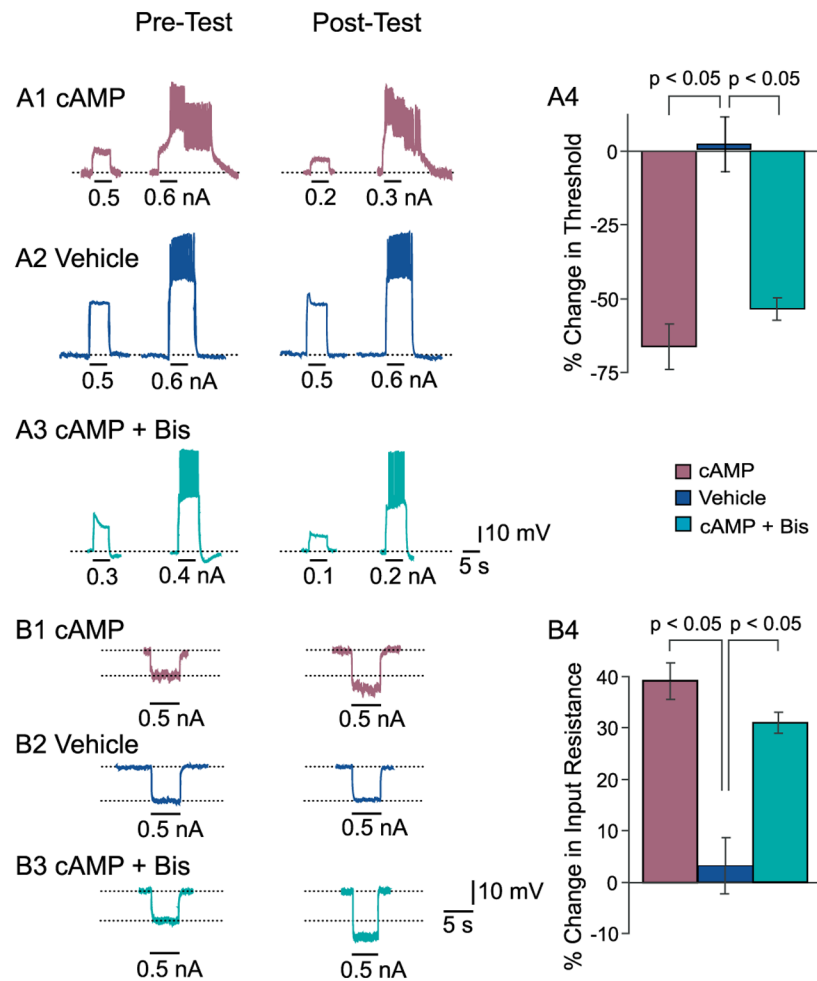 Pre-Test Post-Test
A1 cAMP
0.5 0.6 nA 0.2 0.3 nA
A2 Vehicle
0.5 0.6 nA 0.5 0.6 nA
A3 cAMP + Bis
10 mV
5 s
0.3 0.4 nA 0.1 0.2 nA
A4
p < 0.05 p < 0.05
% Change in Threshold
0
-25
-50
-75
cAMP
Vehicle
cAMP + Bis
B1 cAMP
0.5 nA 0.5 nA
B2 Vehicle
0.5 nA 0.5 nA
B3 cAMP + Bis
10 mV
5 s
0.5 nA 0.5 nA
B4
p < 0.05 p < 0.05
% Change in Input Resistance
40
30
20
10
0
-10